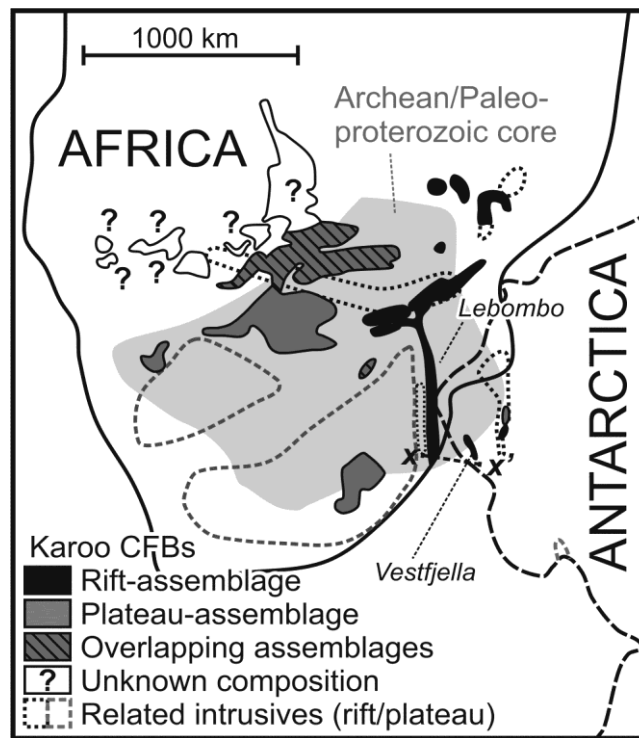 1000 km
Archean/Paleo-
proterozoic core
AFRICA
?
?
?
?
?
?
Lebombo
ANTARCTICA
x
x'
Vestfjella
Karoo CFBs
Rift-assemblage
Plateau-assemblage
Overlapping assemblages
? Unknown composition
Related intrusives (rift/plateau)